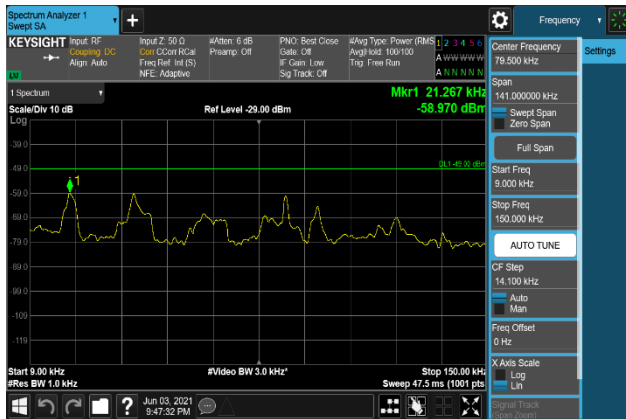 Spectrum Analyzer 1
Swept SA
+
Frequency
KEYSIGHT
Input: RF
Coupling: DC
Align: Auto
Input Z: 50 Ω
Corr CCorr RCal
Freq Ref: Int (S)
NFE: Adaptive
#Atten: 6 dB
Preamp: Off
PNO: Best Close
Gate: Off
IF Gain: Low
Sig Track: Off
#Avg Type: Power (RMS
Avg|Hold: 100/100
Trig: Free Run
1 2 3 4 5 6
A W W W W W
A N N N N N
1 Spectrum
Scale/Div 10 dB
Log
Ref Level -29.00 dBm
Mkr1 21.267 kHz
-58.970 dBm
DL1 -49.00 dBm
1
-39.0
-49.0
-59.0
-69.0
-79.0
-89.0
-99.0
-109
-119
Start 9.00 kHz
#Res BW 1.0 kHz
#Video BW 3.0 kHz*
Stop 150.00 kHz
Sweep 47.5 ms (1001 pts
Jun 03, 2021
9:47:32 PM
?
Center Frequency
79.500 kHz
Settings
Span
141.000000 kHz
Swept Span
Zero Span
Full Span
Start Freq
9.000 kHz
Stop Freq
150.000 kHz
AUTO TUNE
CF Step
14.100 kHz
Auto
Man
Freq Offset
0 Hz
X Axis Scale
Log
Lin
Signal Track
(Span Zoom)